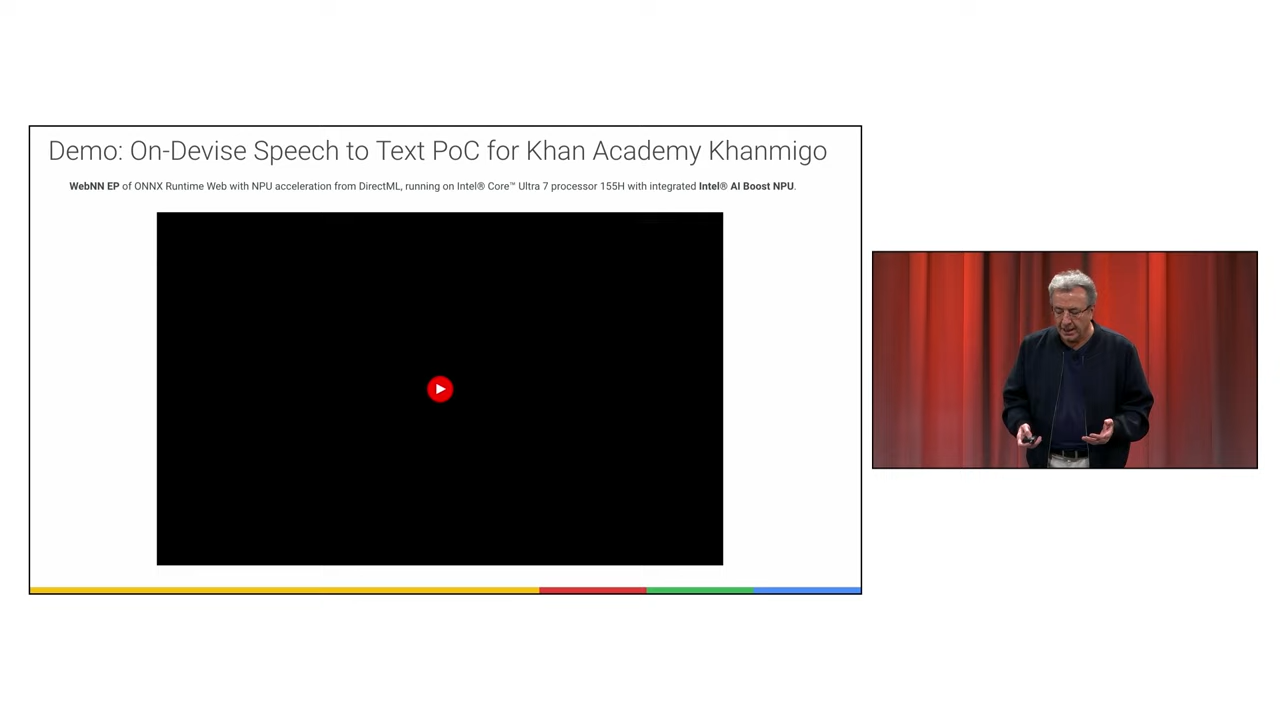 Demo: On-Devise Speech to Text PoC for Khan Academy Khanmigo
WebNN EP of ONNX Runtime Web with NPU acceleration from DirectML, running on Intel® Core™ Ultra 7 processor 155H with integrated Intel® AI Boost NPU.